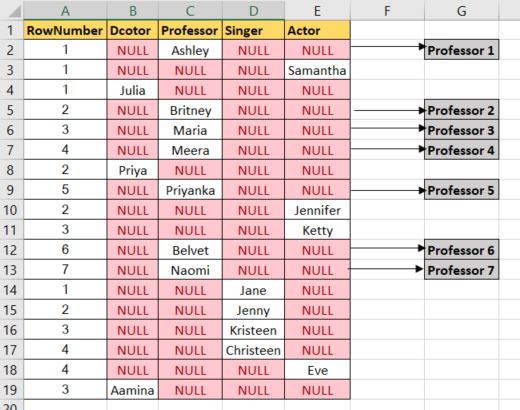 A B C D E F G
1 RowNumber Dcotor Professor Singer Actor
2 1 NULL Ashley NULL NULL Professor 1
3 1 NULL NULL NULL Samantha
4 1 Julia NULL NULL NULL
5 2 NULL Britney NULL NULL Professor 2
6 3 NULL Maria NULL NULL Professor 3
7 4 NULL Meera NULL NULL Professor 4
8 2 Priya NULL NULL NULL
9 5 NULL Priyanka NULL NULL Professor 5
10 2 NULL NULL NULL Jennifer
11 3 NULL NULL NULL Ketty
12 6 NULL Belvet NULL NULL Professor 6
13 7 NULL Naomi NULL NULL Professor 7
14 1 NULL NULL Jane NULL
15 2 NULL NULL Jenny NULL
16 3 NULL NULL Kristeen NULL
17 4 NULL NULL Christeen NULL
18 4 NULL NULL NULL Eve
19 3 Aamina NULL NULL NULL
20